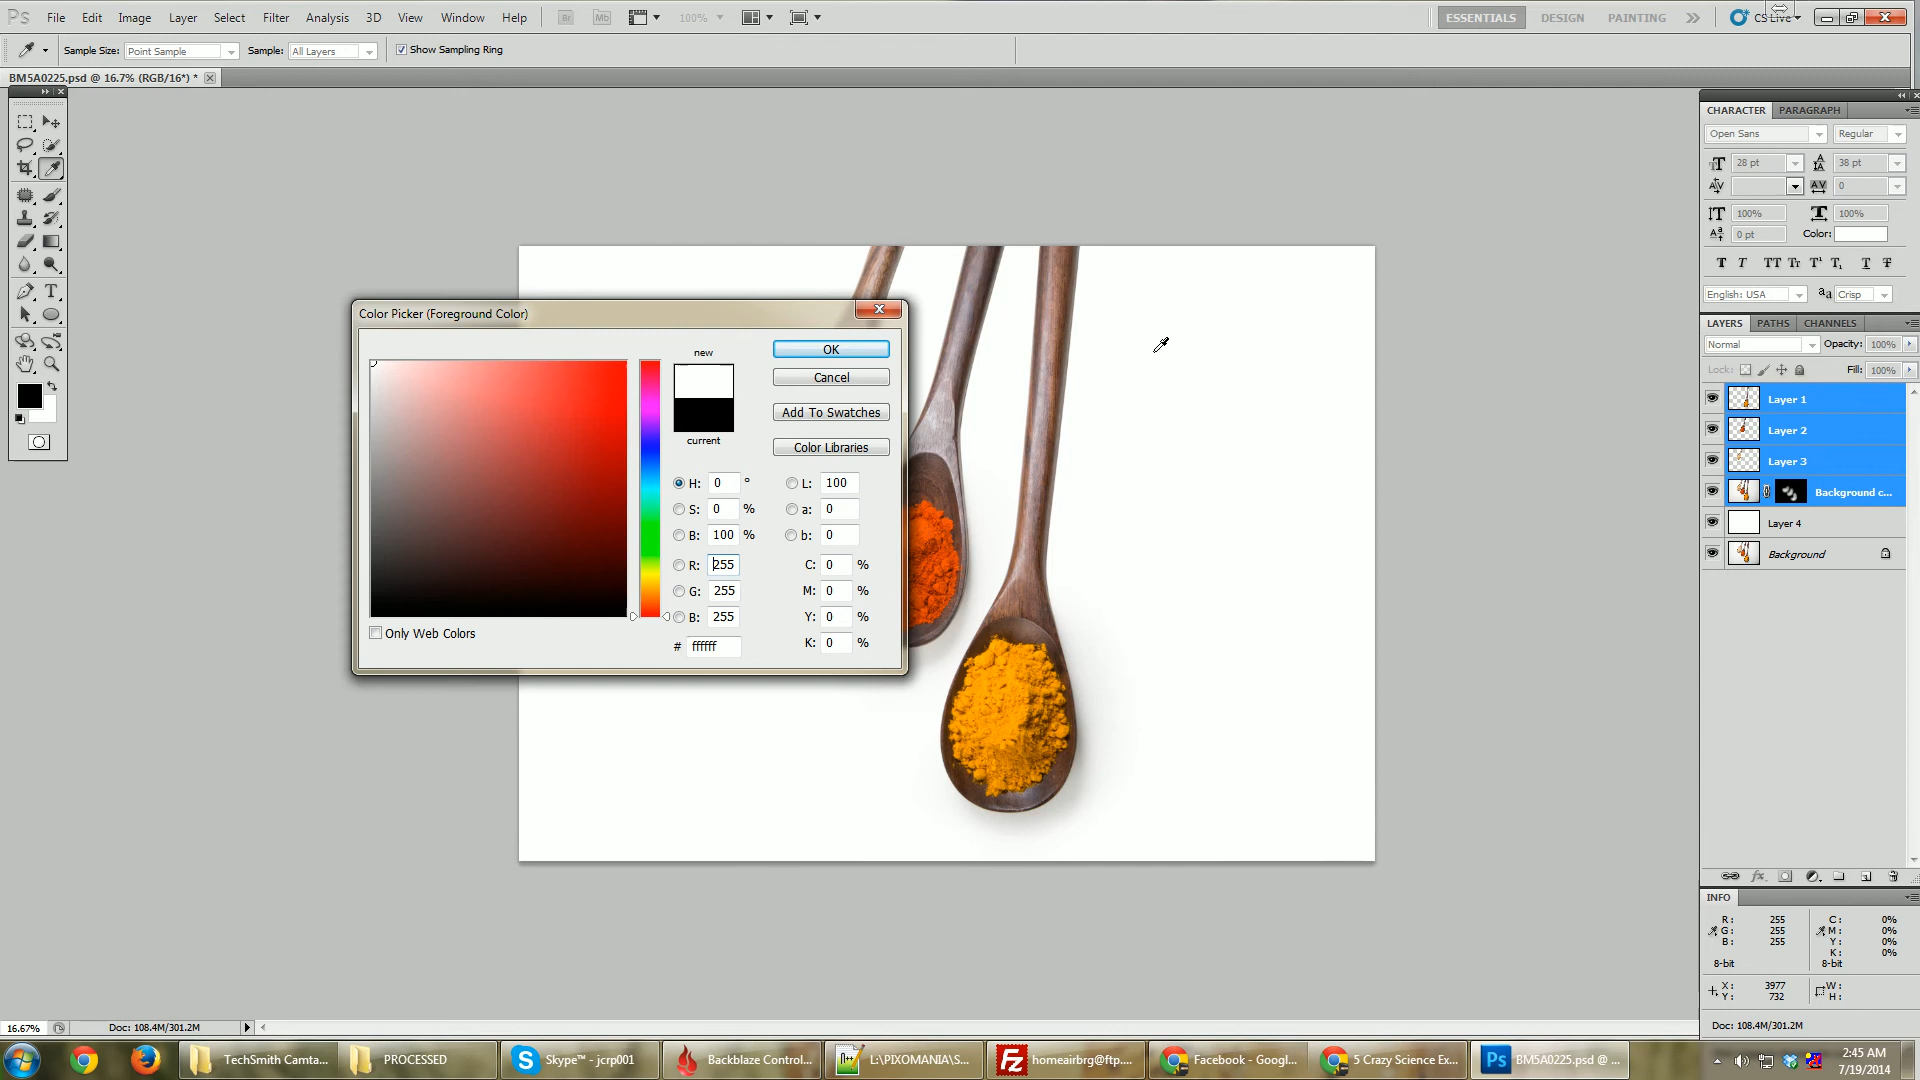 Ps File Edit Image Layer Select Filter Analysis 3D View Window Help Br Mb 100% ESSENTIALS DESIGN PAINTING CS Live
Sample Size: Point Sample Sample: All Layers Show Sampling Ring
BM5A0225.psd @ 16.7% (RGB/16*) *
CHARACTER PARAGRAPH
Open Sans Regular
28 pt 38 pt
0
100% 100%
0 pt Color:
English: USA Crisp
LAYERS PATHS CHANNELS
Normal Opacity: 100%
Lock: Fill: 100%
Layer 1
Layer 2
Layer 3
Background c...
Layer 4
Background
Color Picker (Foreground Color)
new
current
OK
Cancel
Add To Swatches
Color Libraries
H: 0 ° L: 100
S: 0 % a: 0
B: 100 % b: 0
R: 255 C: 0 %
G: 255 M: 0 %
B: 255 Y: 0 %
# ffffff K: 0 %
Only Web Colors
INFO
R: 255 C: 0%
G: 255 M: 0%
B: 255 Y: 0%
K: 0%
8-bit 8-bit
X: 3977 W:
Y: 732 H:
Doc: 108.4M/301.2M
16.67% Doc: 108.4M/301.2M
TechSmith Camta... PROCESSED Skype™ - jcrp001 Backblaze Control... L:\PIXOMANIA\S... homeairbrg@ftp.... Facebook - Googl... 5 Crazy Science Ex... Ps BM5A0225.psd @ ...
2:45 AM
7/19/2014